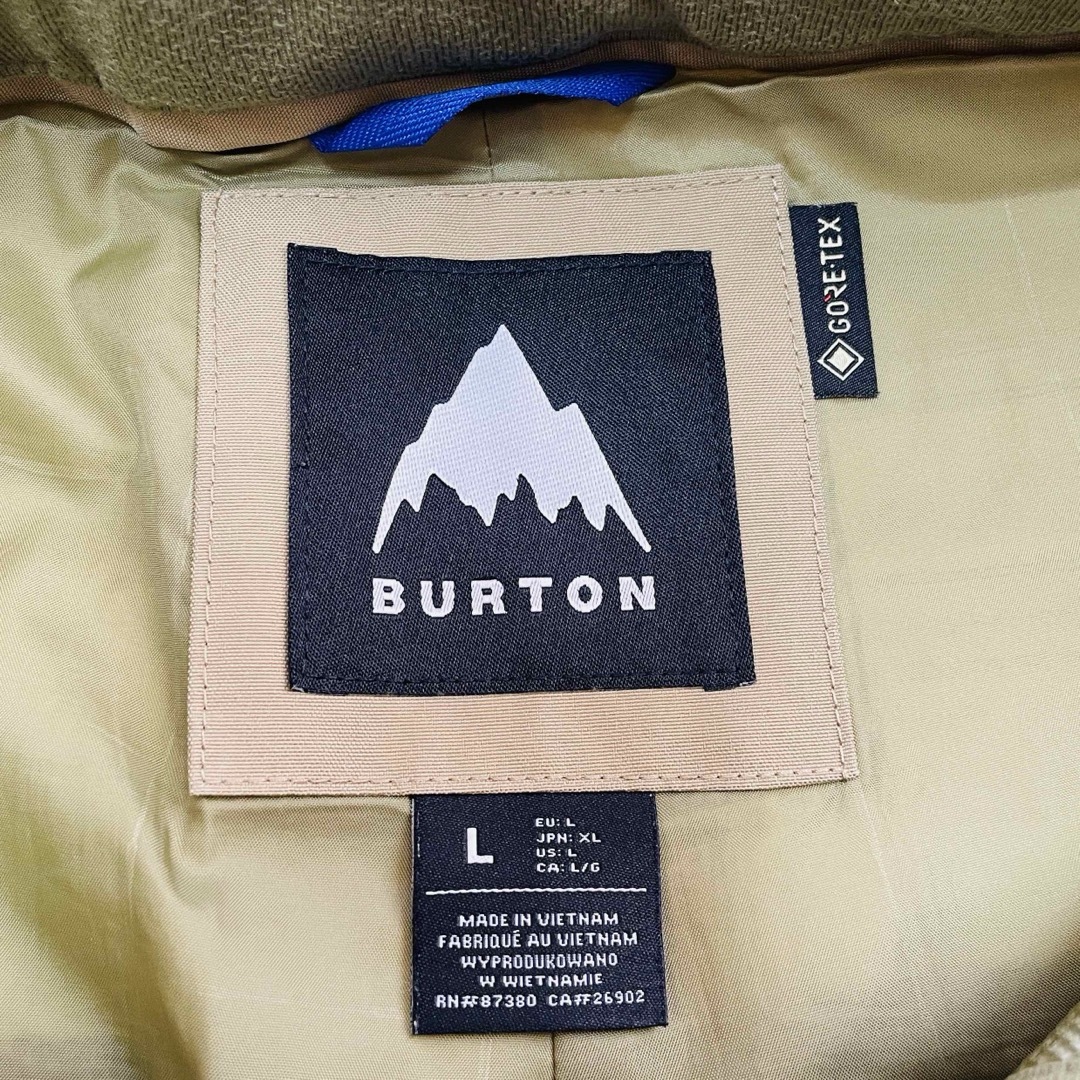 GORE-TEX
BURTON
L
EU: L
JPN: XL
US: L
CA: L/G
MADE IN VIETNAM
FABRIQUÉ AU VIETNAM
WYPRODUKOWANO
W WIETNAMIE
RN#87380 CA#26902